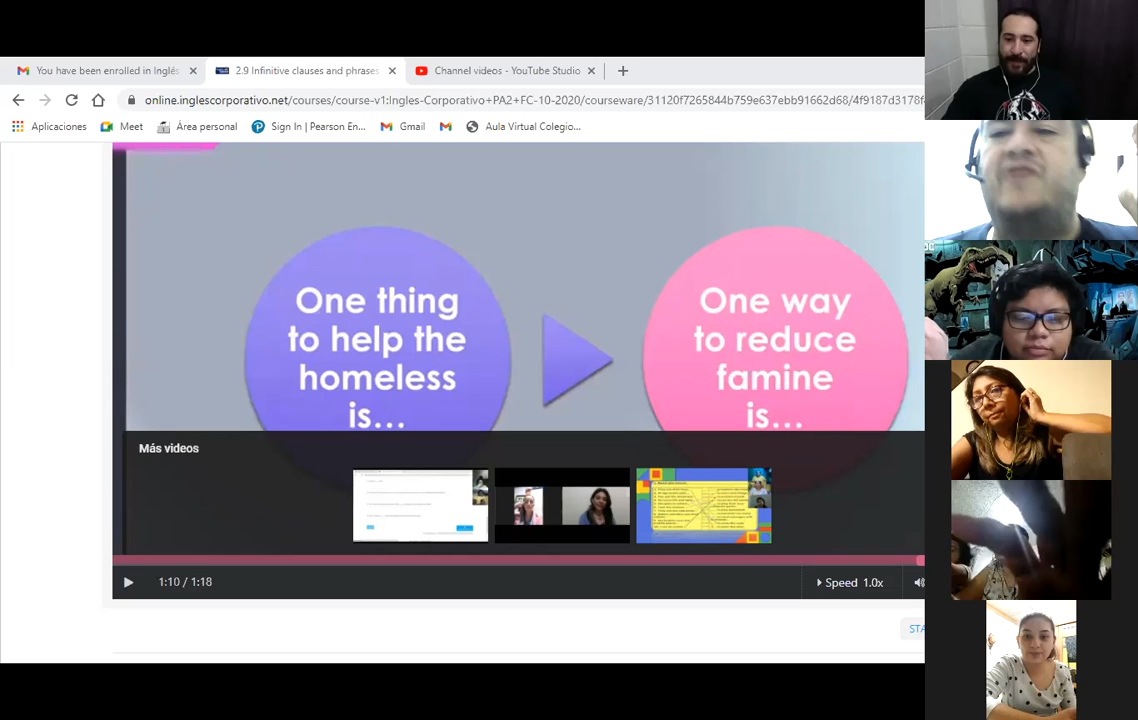 You have been enrolled in Inglés
2.9 Infinitive clauses and phrases
Channel videos - YouTube Studio
online.inglescorporativo.net/courses/course-v1:Ingles-Corporativo+PA2+FC-10-2020/courseware/31120f7265844b759e637ebb91662d68/4f9187d3178f
Aplicaciones
Meet
Área personal
Sign In | Pearson En...
Gmail
Aula Virtual Colegio...
One thing
to help the
homeless
is...
One way
to reduce
famine
is...
Más videos
1:10 / 1:18
Speed 1.0x
STA